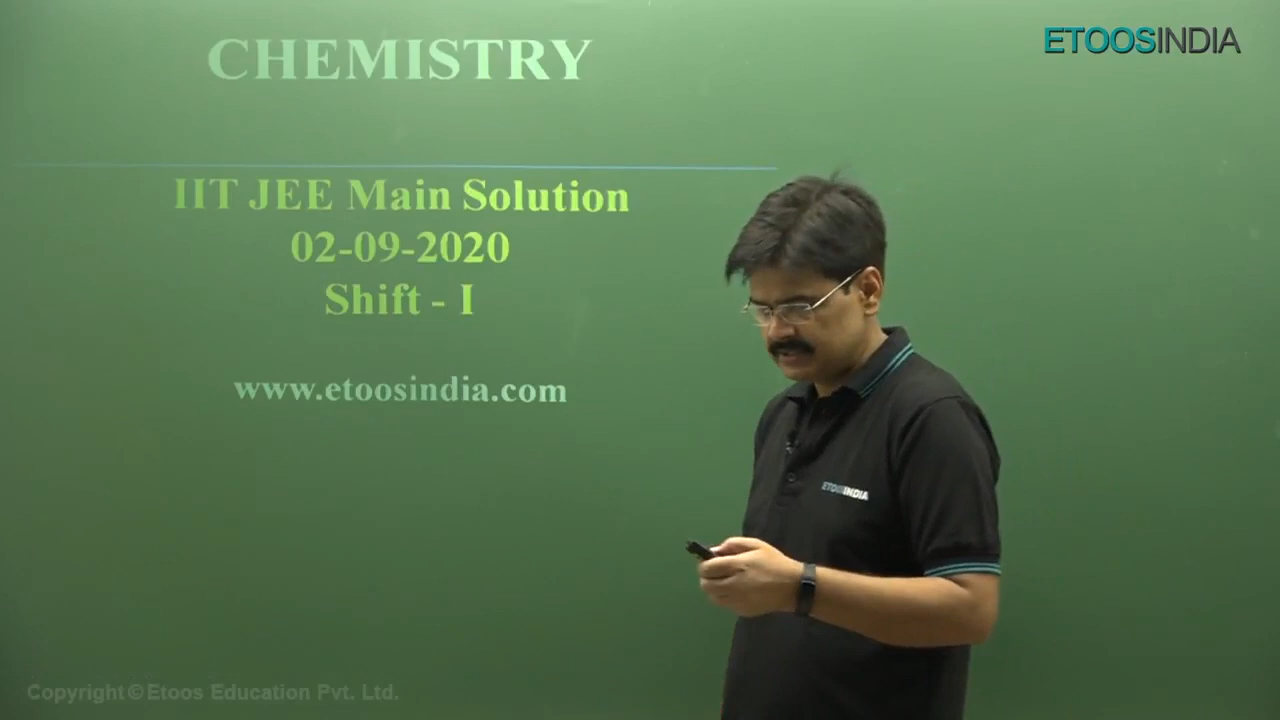 CHEMISTRY
ETOOSINDIA
IIT JEE Main Solution
02-09-2020
Shift - I
www.etoosindia.com
ETOOSINDIA
Copyright © Etoos Education Pvt. Ltd.